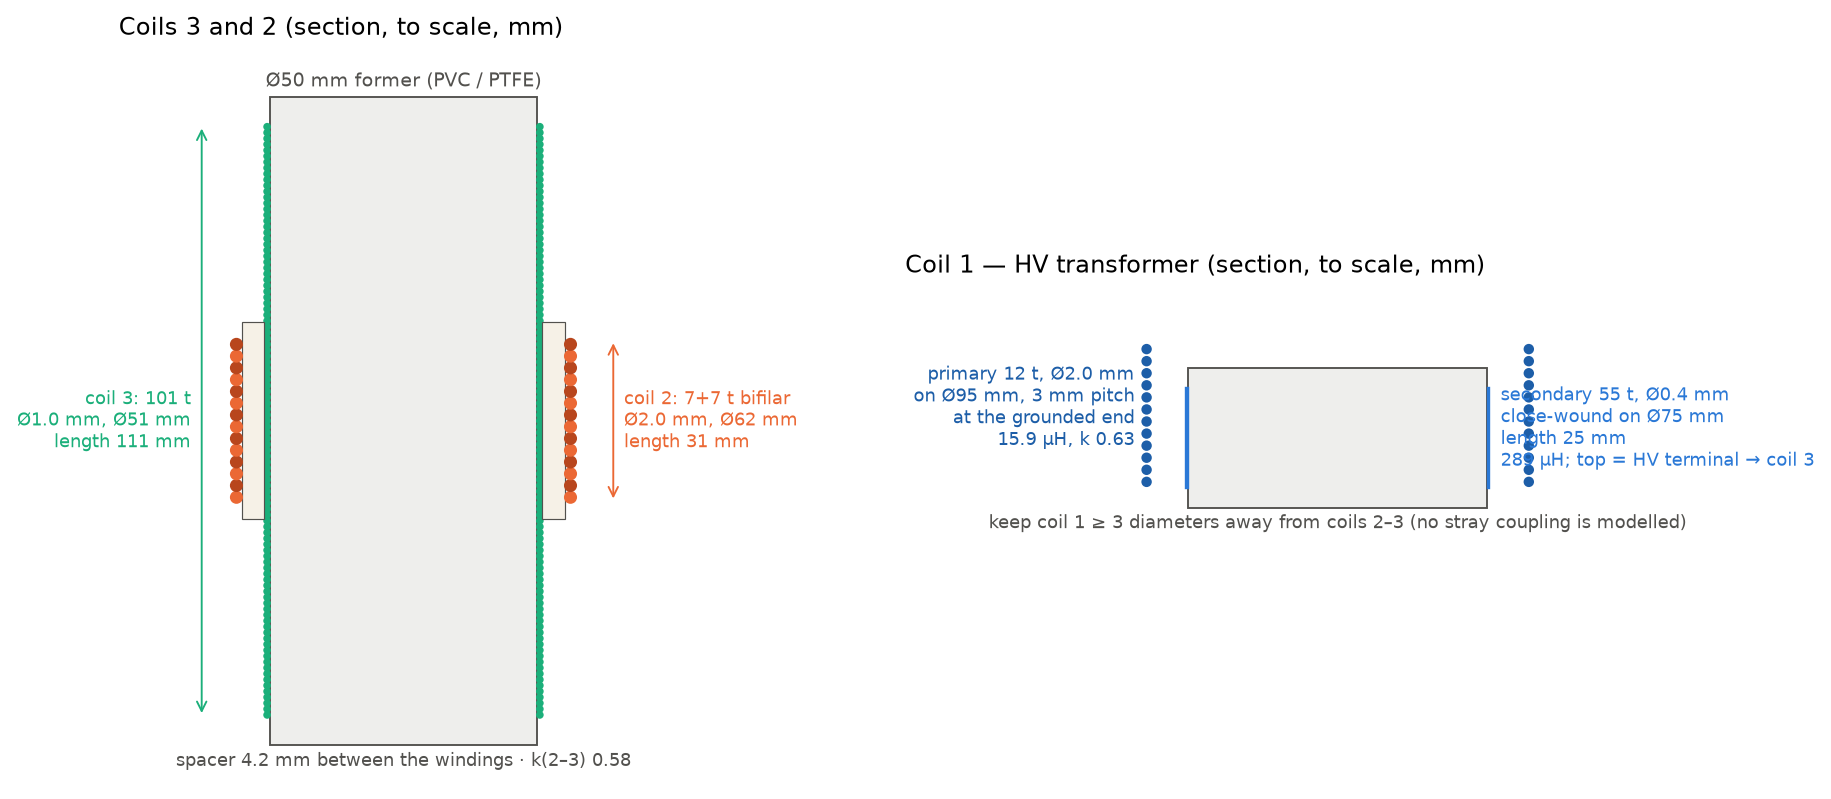 Coils 3 and 2 (section, to scale, mm)
Ø50 mm former (PVC / PTFE)
coil 3: 101 t
Ø1.0 mm, Ø51 mm
length 111 mm
coil 2: 7+7 t bifilar
Ø2.0 mm, Ø62 mm
length 31 mm
spacer 4.2 mm between the windings · k(2–3) 0.58
Coil 1 — HV transformer (section, to scale, mm)
primary 12 t, Ø2.0 mm
on Ø95 mm, 3 mm pitch
at the grounded end
15.9 µH, k 0.63
secondary 55 t, Ø0.4 mm
close-wound on Ø75 mm
length 25 mm
µH; top = HV terminal → coil 3
keep coil 1 ≥ 3 diameters away from coils 2–3 (no stray coupling is modelled)